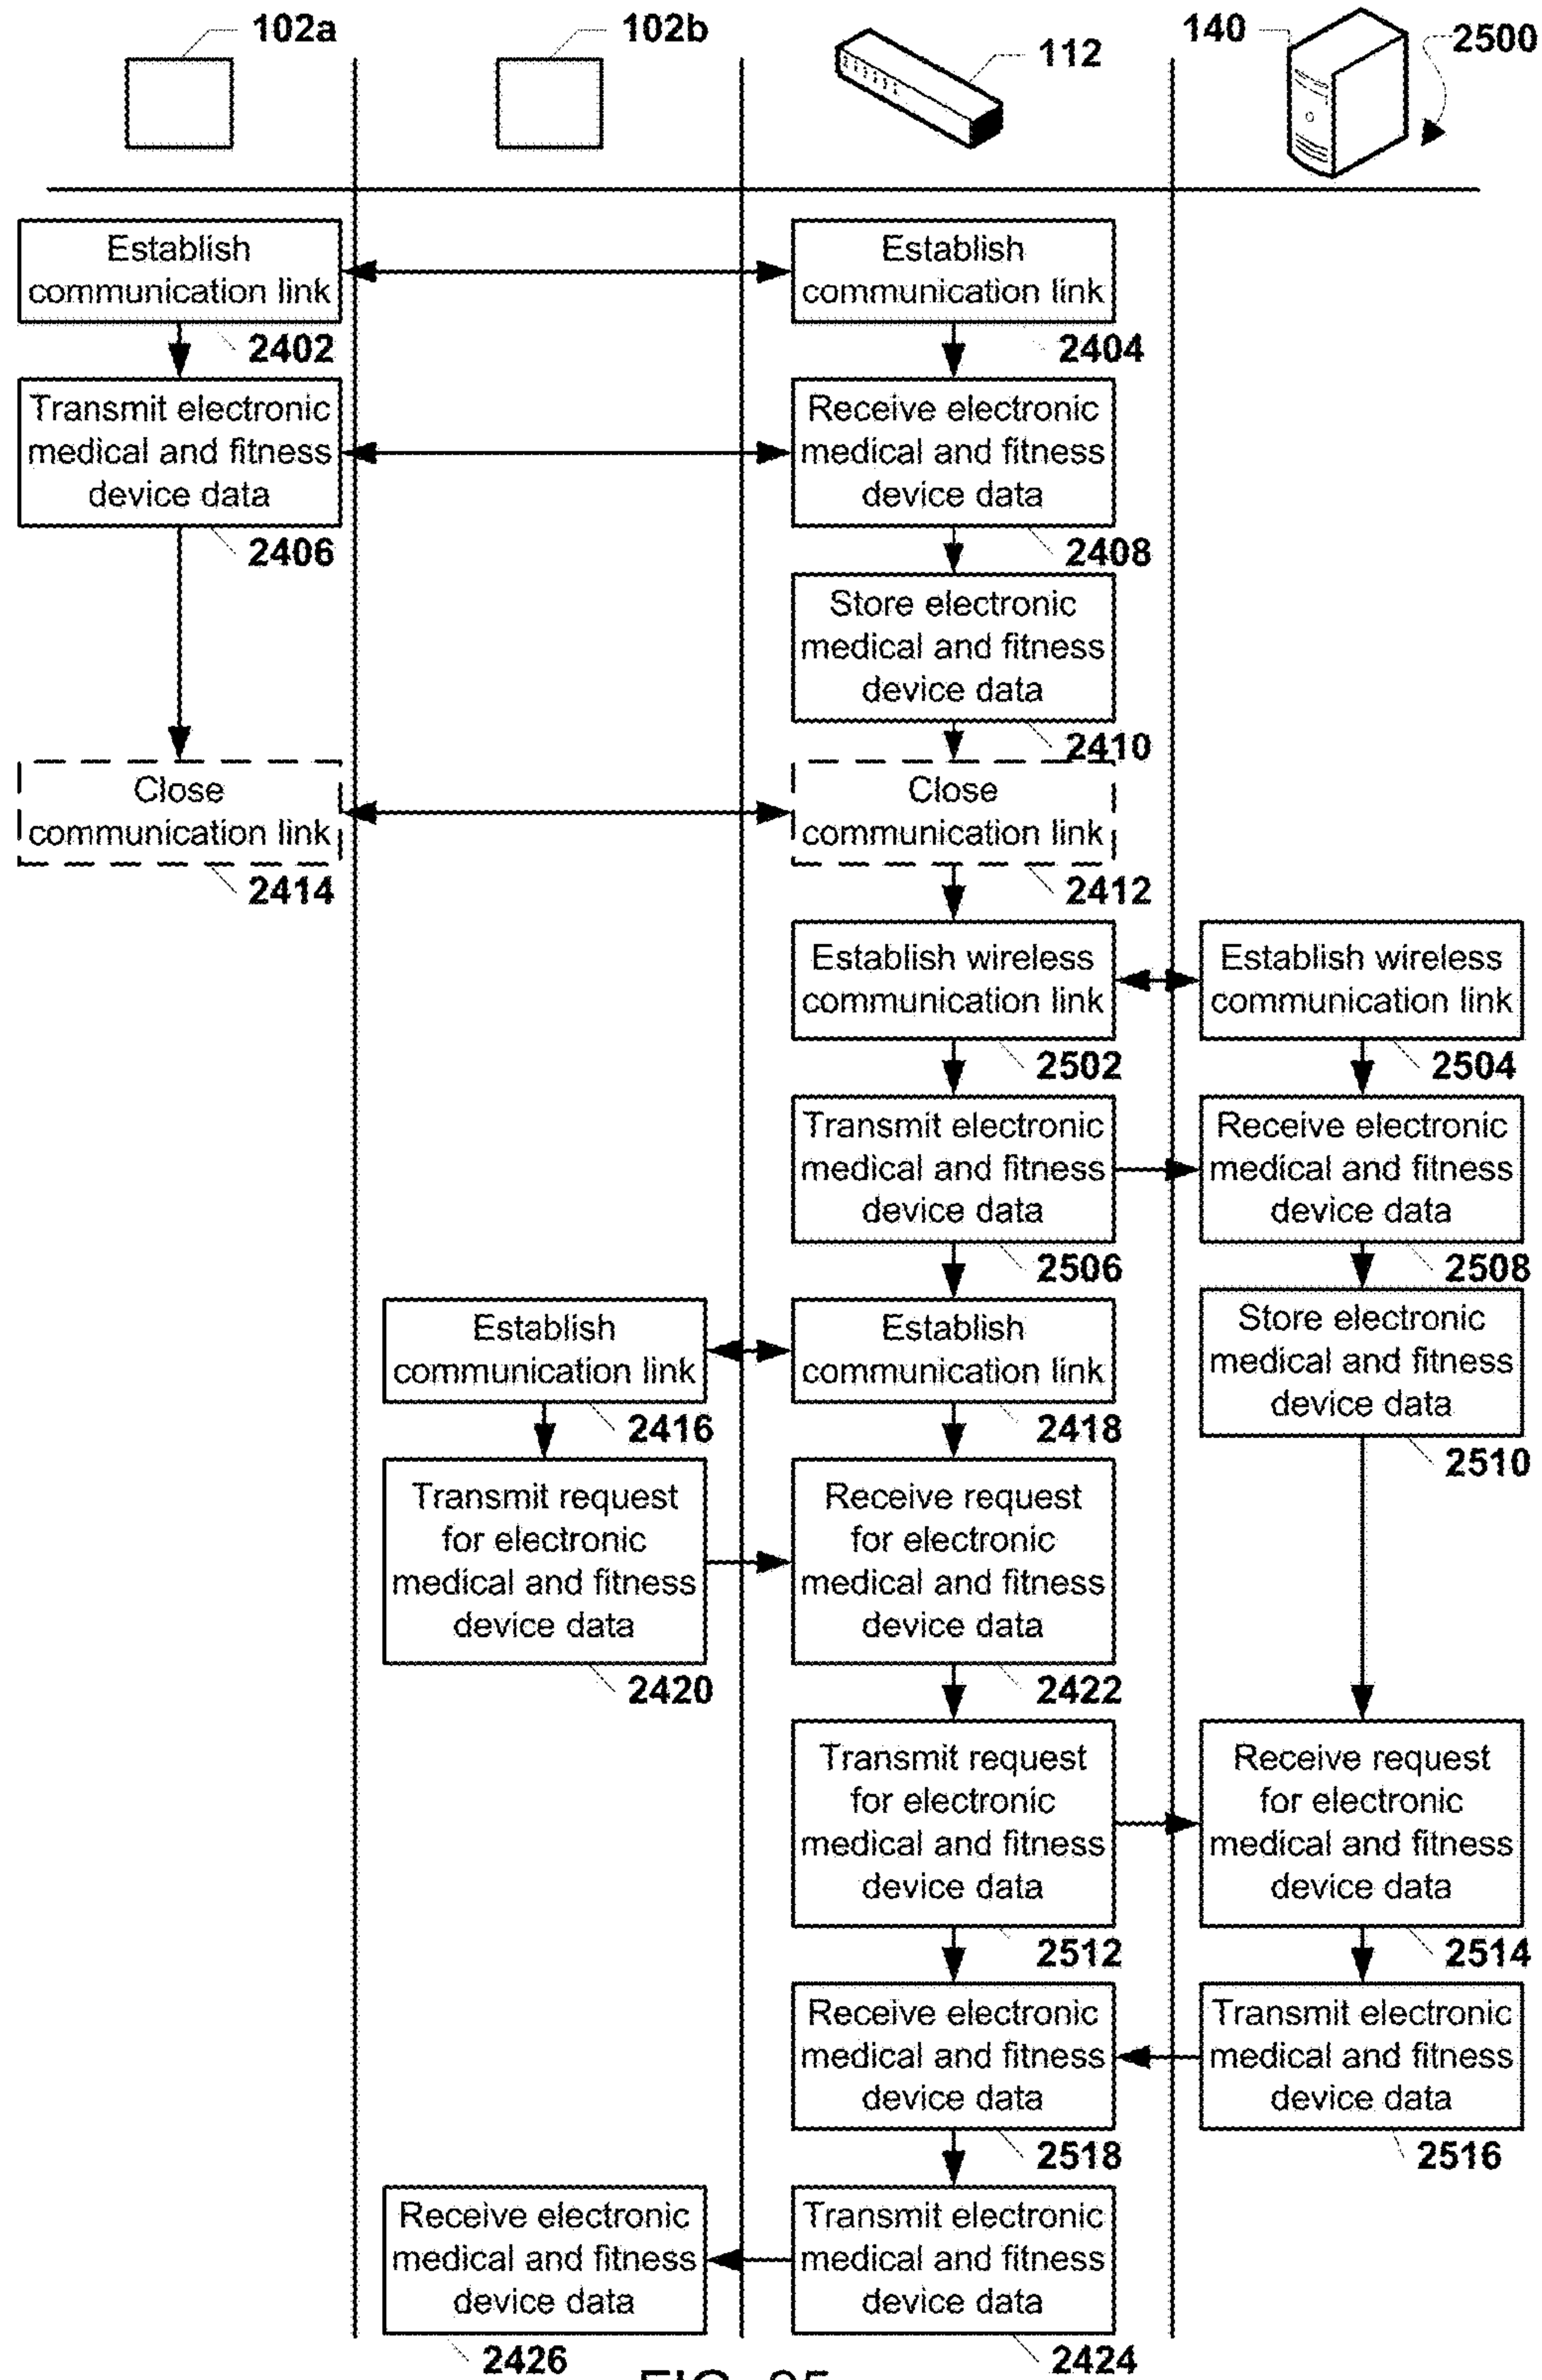 102a
102b
112
140
2500
Establish
communication link
2402
Establish
communication link
2404
Transmit electronic
medical and fitness
device data
2406
Receive electronic
medical and fitness
device data
2408
Store electronic
medical and fitness
device data
2410
Close
communication link
2414
Close
communication link
2412
Establish wireless
communication link
2502
Establish wireless
communication link
2504
Transmit electronic
medical and fitness
device data
2506
Receive electronic
medical and fitness
device data
2508
Establish
communication link
2416
Establish
communication link
2418
Store electronic
medical and fitness
device data
2510
Transmit request
for electronic
medical and fitness
device data
2420
Receive request
for electronic
medical and fitness
device data
2422
Transmit request
for electronic
medical and fitness
device data
2512
Receive request
for electronic
medical and fitness
device data
2514
Receive electronic
medical and fitness
device data
2518
Transmit electronic
medical and fitness
device data
2516
Receive electronic
medical and fitness
device data
2426
Transmit electronic
medical and fitness
device data
2424
FIG. 25